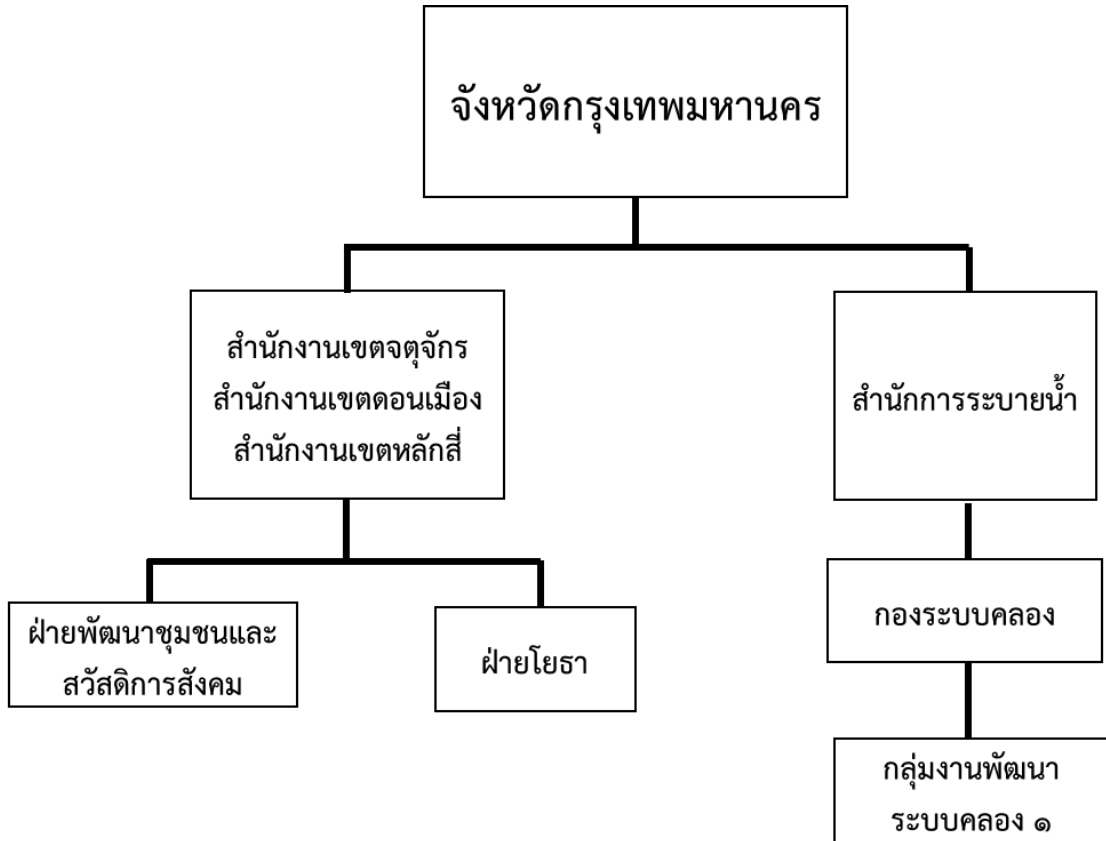 จังหวัดกรุงเทพมหานคร
สำนักงานเขตจตุจักร
สำนักงานเขตดอนเมือง
สำนักงานเขตหลักสี่
สำนักการระบายน้ำ
ฝ่ายพัฒนาชุมชนและ
สวัสดิการสังคม
ฝ่ายโยธา
กองระบบคลอง
กลุ่มงานพัฒนา
ระบบคลอง ๑